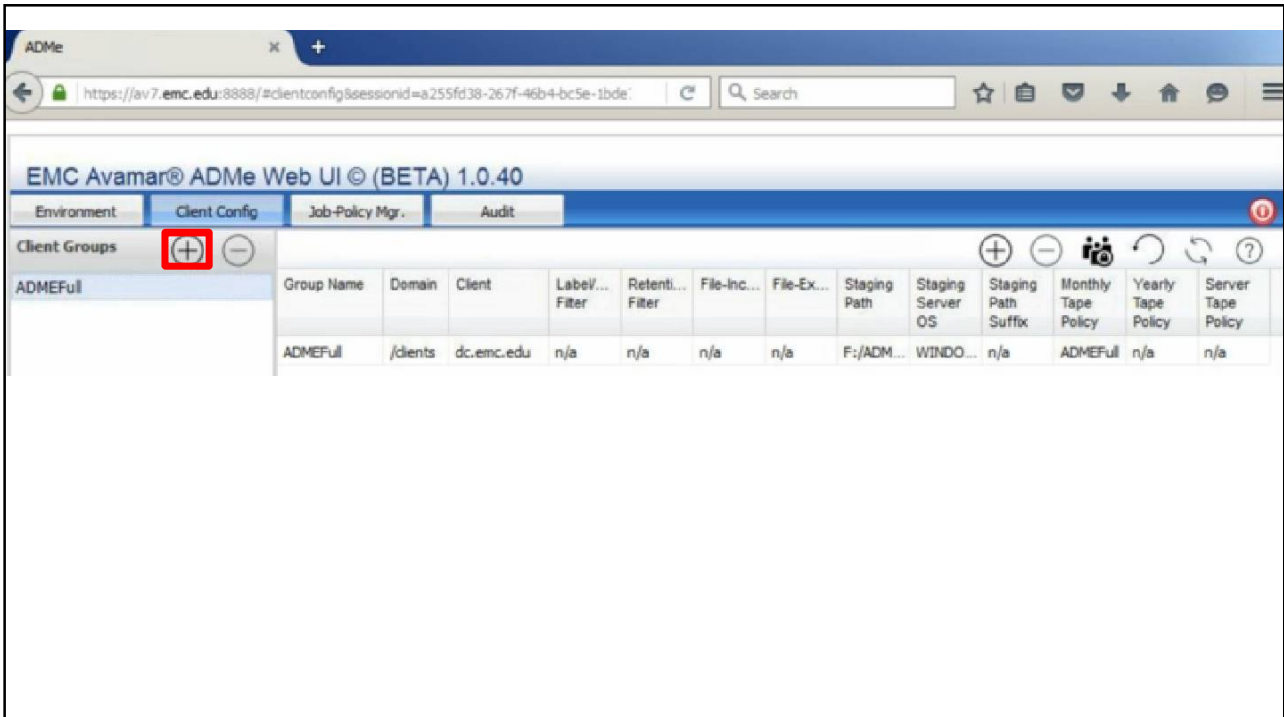 ADMe
https://av7.emc.edu:8888/#clientconfig&sessionid=a255fd38-267f-46b4-bc5e-1bde
Search
EMC Avamar® ADMe Web UI © (BETA) 1.0.40
Environment Client Config Job-Policy Mgr. Audit
Client Groups
ADMEFull
Group Name Domain Client Label/... Filter Retenti... Filter File-Inc... File-Ex... Staging Path Staging Server OS Staging Path Suffix Monthly Tape Policy Yearly Tape Policy Server Tape Policy
ADMEFull /clients dc.emc.edu n/a n/a n/a n/a F:/ADM... WINDO... n/a ADMEFull n/a n/a